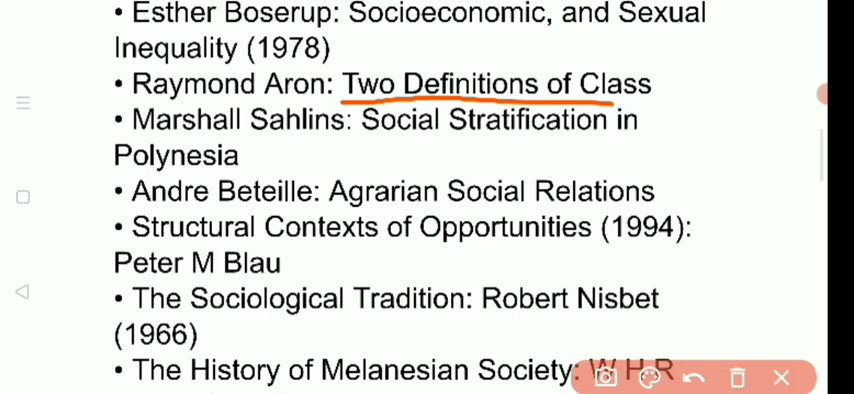 • Esther Boserup: Socioeconomic, and Sexual
Inequality (1978)
• Raymond Aron: Two Definitions of Class
• Marshall Sahlins: Social Stratification in
Polynesia
• Andre Beteille: Agrarian Social Relations
• Structural Contexts of Opportunities (1994):
Peter M Blau
• The Sociological Tradition: Robert Nisbet
(1966)
• The History of Melanesian Society: W H R